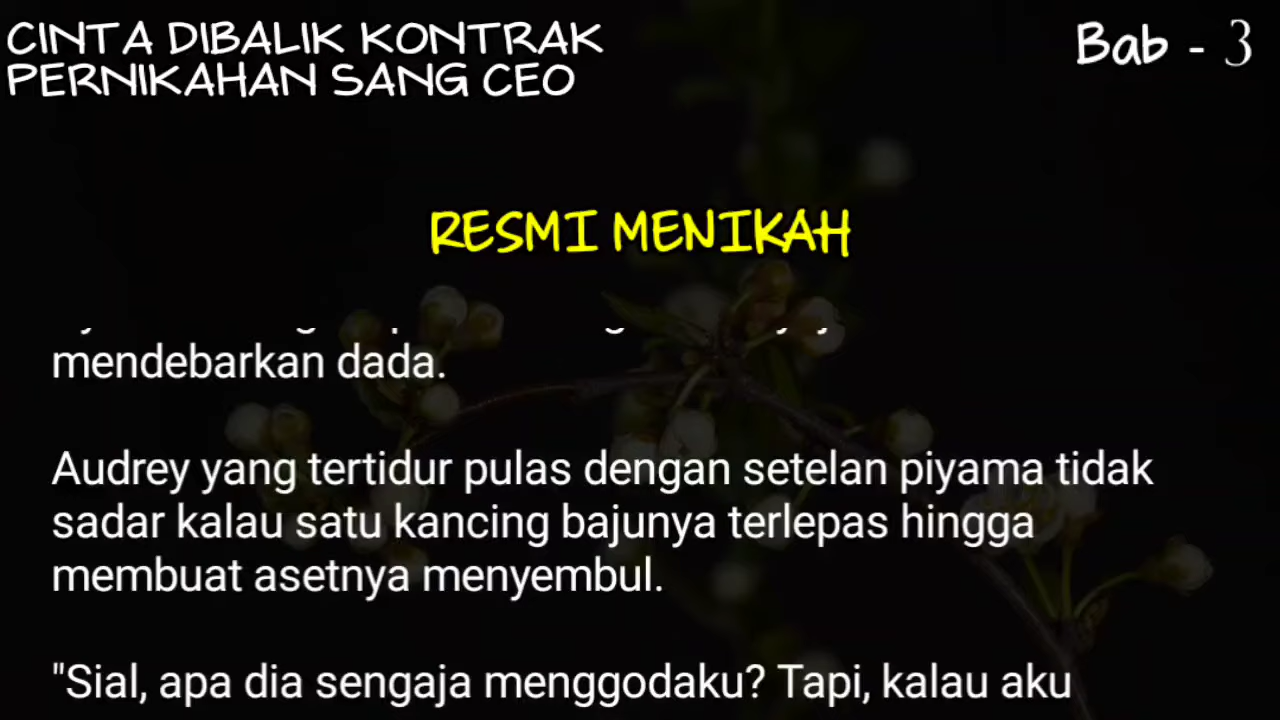 CINTA DIBALIK KONTRAK
PERNIKAHAN SANG CEO
Bab - 3
RESMI MENIKAH
mendebarkan dada.
Audrey yang tertidur pulas dengan setelan piyama tidak
sadar kalau satu kancing bajunya terlepas hingga
membuat asetnya menyembul.
"Sial, apa dia sengaja menggodaku? Tapi, kalau aku